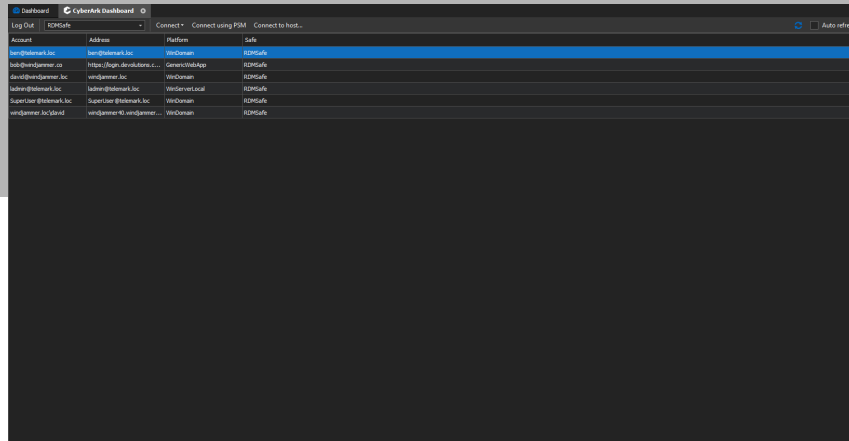 Dashboard CyberArk Dashboard
Log Out RDMSafe Connect Connect using PSM Connect to host... Auto refre
Account Address Platform Safe
ben@telemark.loc ben@telemark.loc WinDomain RDMSafe
bob@windjammer.co https://login.devolutions.c... GenericWebApp RDMSafe
david@windjammer.loc windjammer.loc WinDomain RDMSafe
ladmin@telemark.loc ladmin@telemark.loc WinServerLocal RDMSafe
SuperUser@telemark.loc SuperUser@telemark.loc WinDomain RDMSafe
windjammer.loc\david windjammer40.windjammer... WinDomain RDMSafe